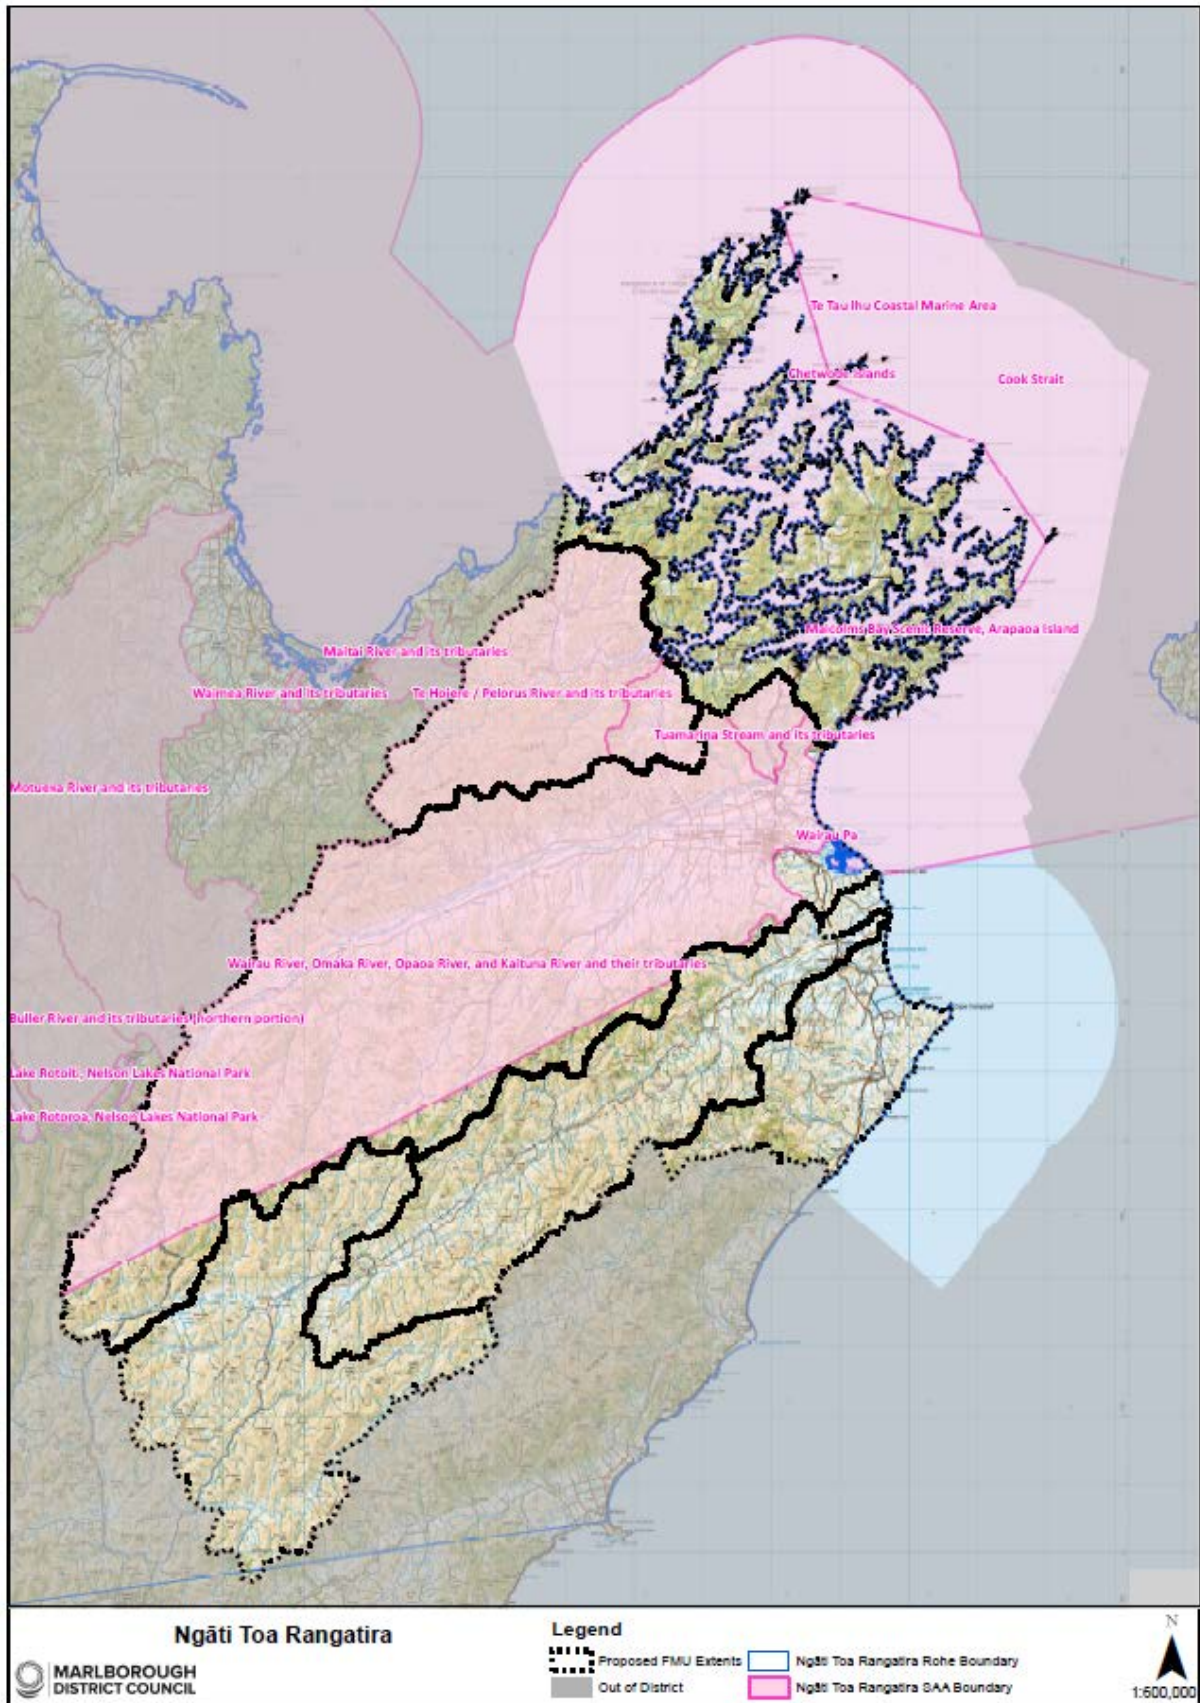 Te Tau Ihu Coastal Marine Area
Chetwode Islands
Cook Strait
Malcolms Bay Scenic Reserve, Arapaoa Island
Maitai River and its tributaries
Waimea River and its tributaries
Te Hoiere / Pelorus River and its tributaries
Tuamarina Stream and its tributaries
Motueka River and its tributaries
Wairau Pa
Wairau River, Omaka River, Opaoa River, and Kaituna River and their tributaries
Buller River and its tributaries (northern portion)
Lake Rotoiti, Nelson Lakes National Park
Lake Rotoroa, Nelson Lakes National Park
Ngāti Toa Rangatira
MARLBOROUGH
DISTRICT COUNCIL
Legend
Proposed FMU Extents
Out of District
Ngāti Toa Rangatira Rohe Boundary
Ngāti Toa Rangatira SAA Boundary
N
1:600,000